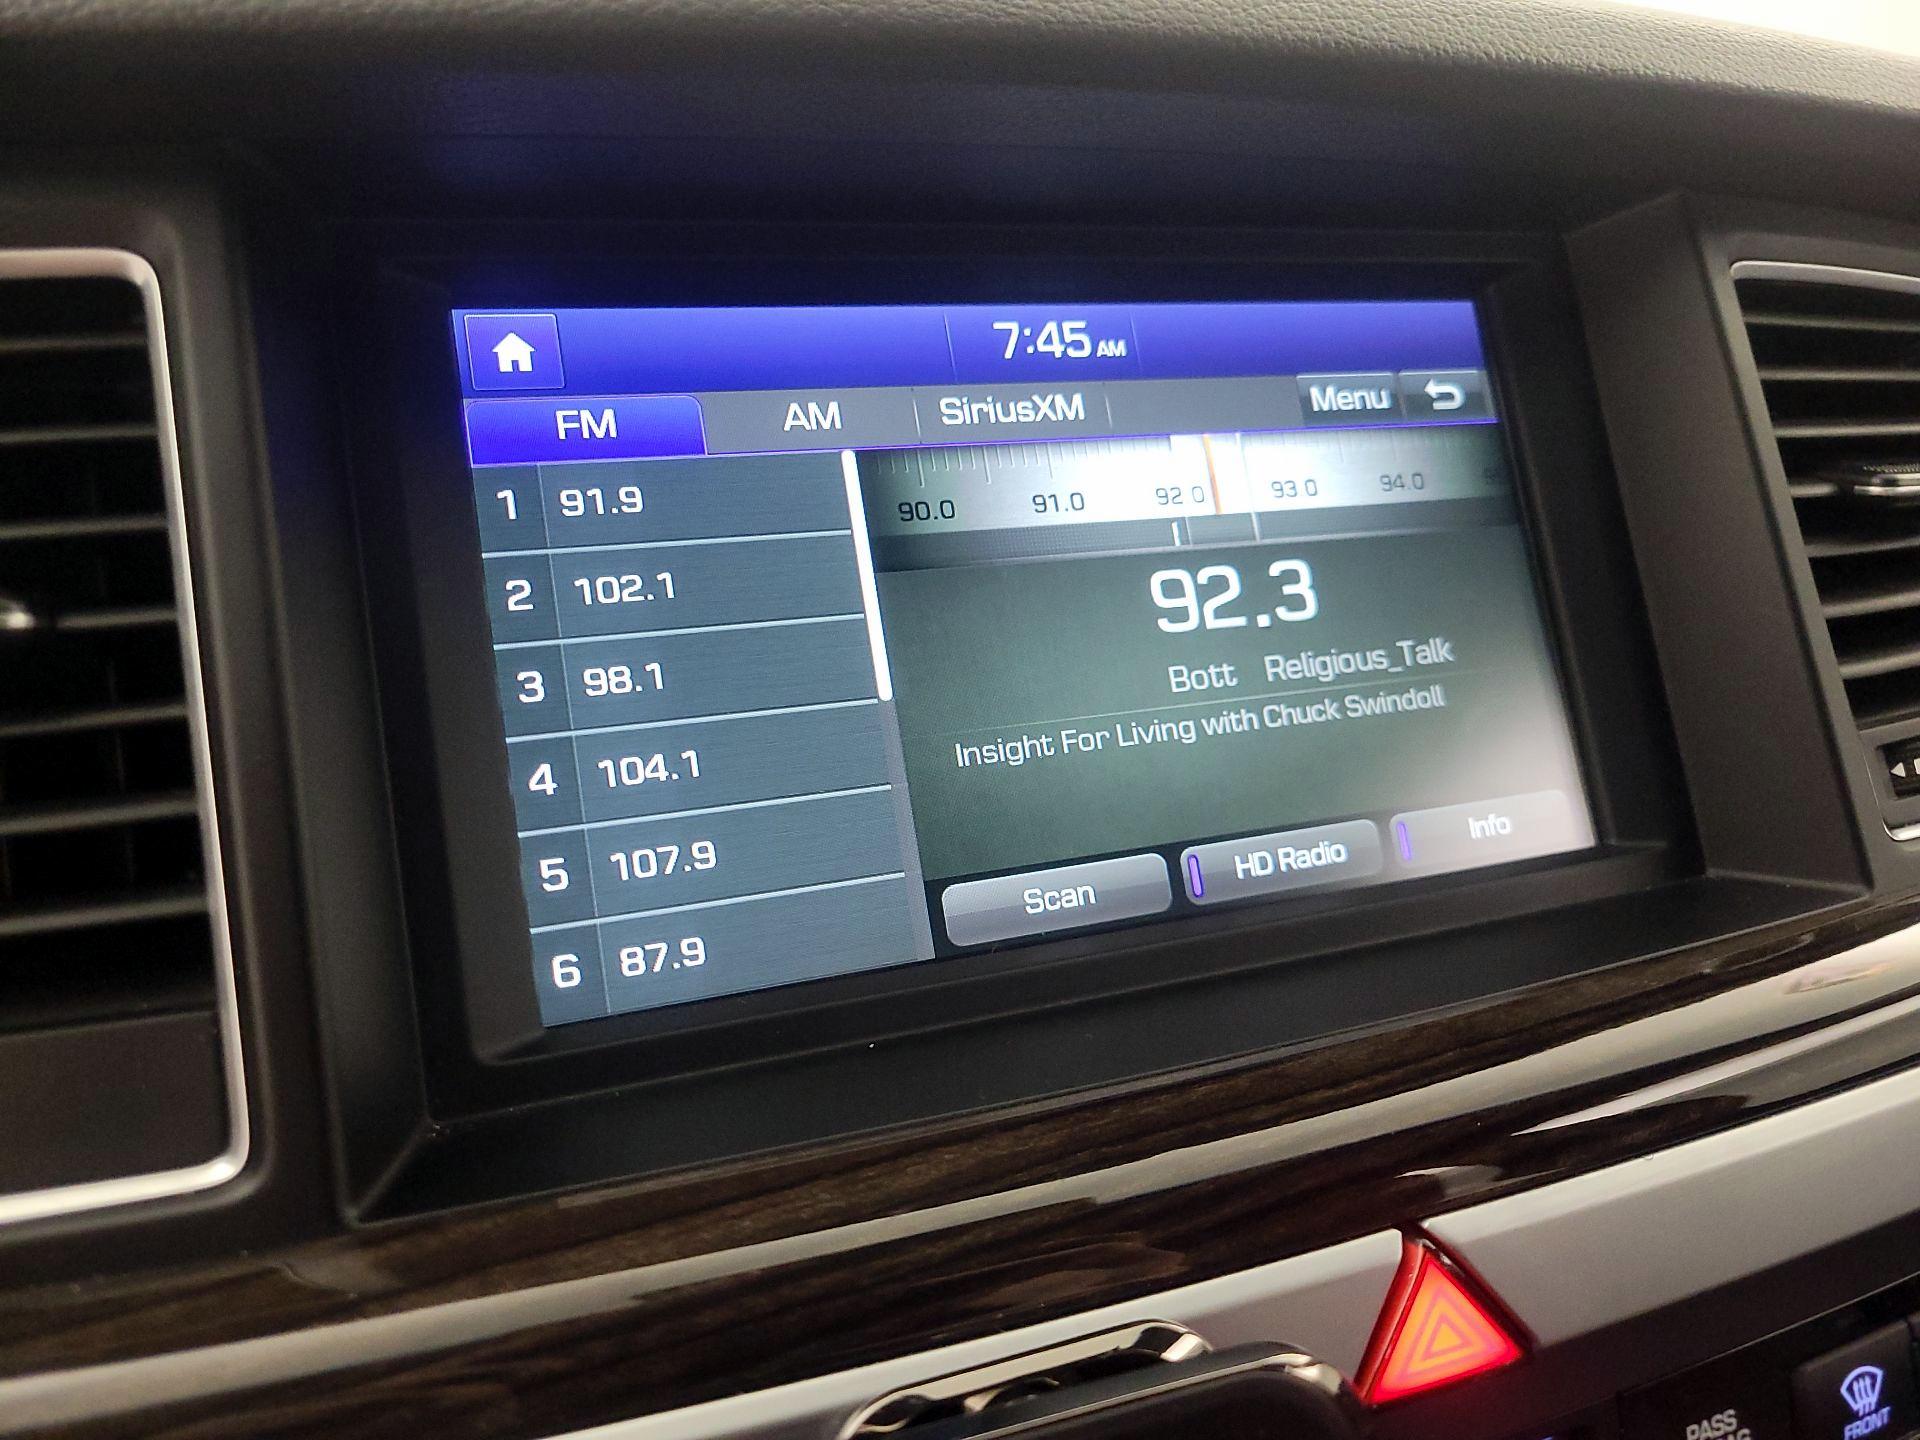 7:45 AM
FM AM SiriusXM Menu
1 91.9
2 102.1
3 98.1
4 104.1
5 107.9
6 87.9
90.0 91.0 92.0 93.0 94.0
92.3
Bott Religious_Talk
Insight For Living with Chuck Swindoll
Scan HD Radio Info
PASS
FRONT